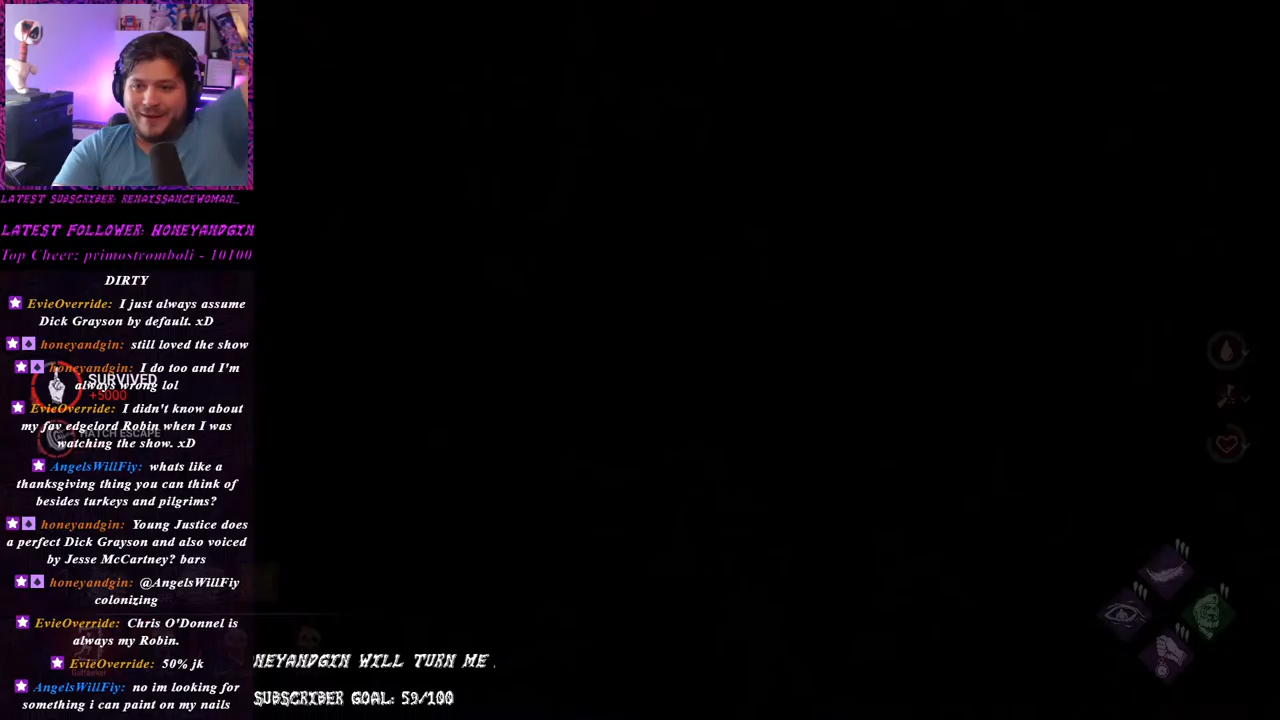 LATEST SUBSCRIBER: RENAISSANCEWOMAN_
LATEST FOLLOWER: HONEYANDGIN
Top Cheer: primostromboli - 10100
DIRTY
EvieOverride: I just always assume
Dick Grayson by default. xD
honeyandgin: still loved the show
honeyandgin: I do too and I'm
always wrong lol
SURVIVED
+5000
EvieOverride: I didn't know about
my fav edgelord Robin when I was
watching the show. xD
HATCH ESCAPE
AngelsWillFiy: whats like a
thanksgiving thing you can think of
besides turkeys and pilgrims?
honeyandgin: Young Justice does
a perfect Dick Grayson and also voiced
by Jesse McCartney? bars
honeyandgin: @AngelsWillFiy
colonizing
EvieOverride: Chris O'Donnel is
always my Robin.
EvieOverride: 50% jk
AngelsWillFiy: no im looking for
something i can paint on my nails
NEYANDGIN WILL TURN ME .
SUBSCRIBER GOAL: 59/100